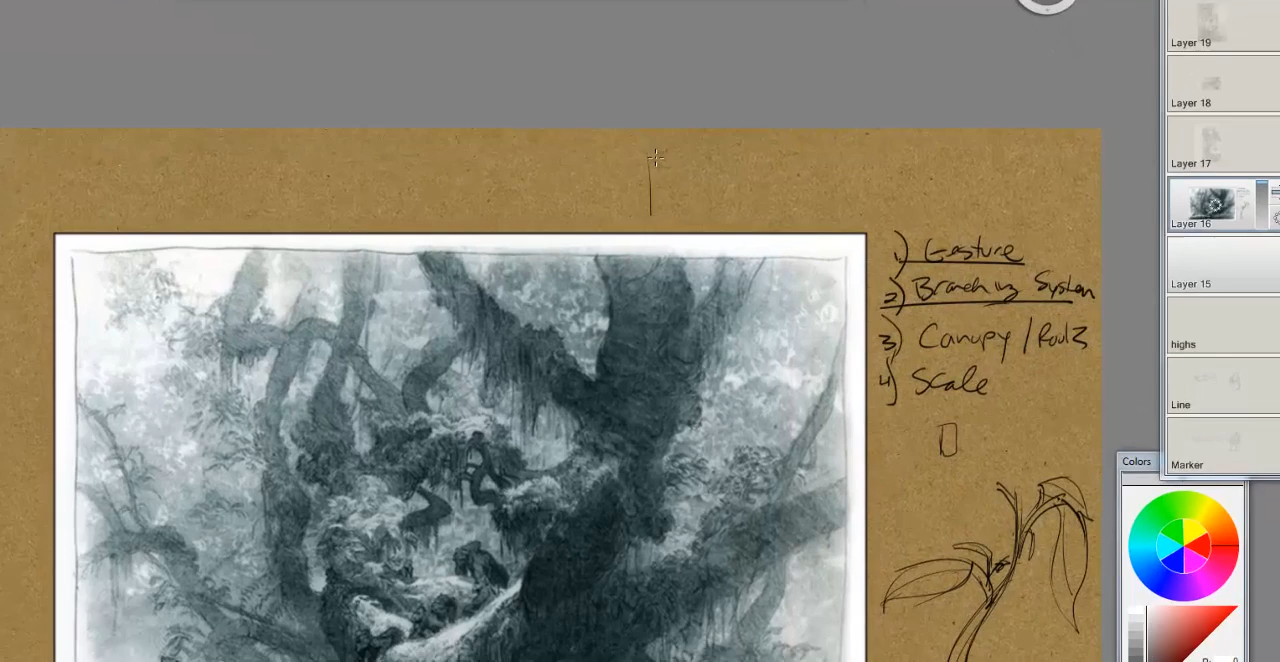 Layer 19
Layer 18
Layer 17
Layer 16
Layer 15
highs
Line
Marker
Colors
1) Gesture
2) Branching System
3) Canopy / Roots
4) Scale